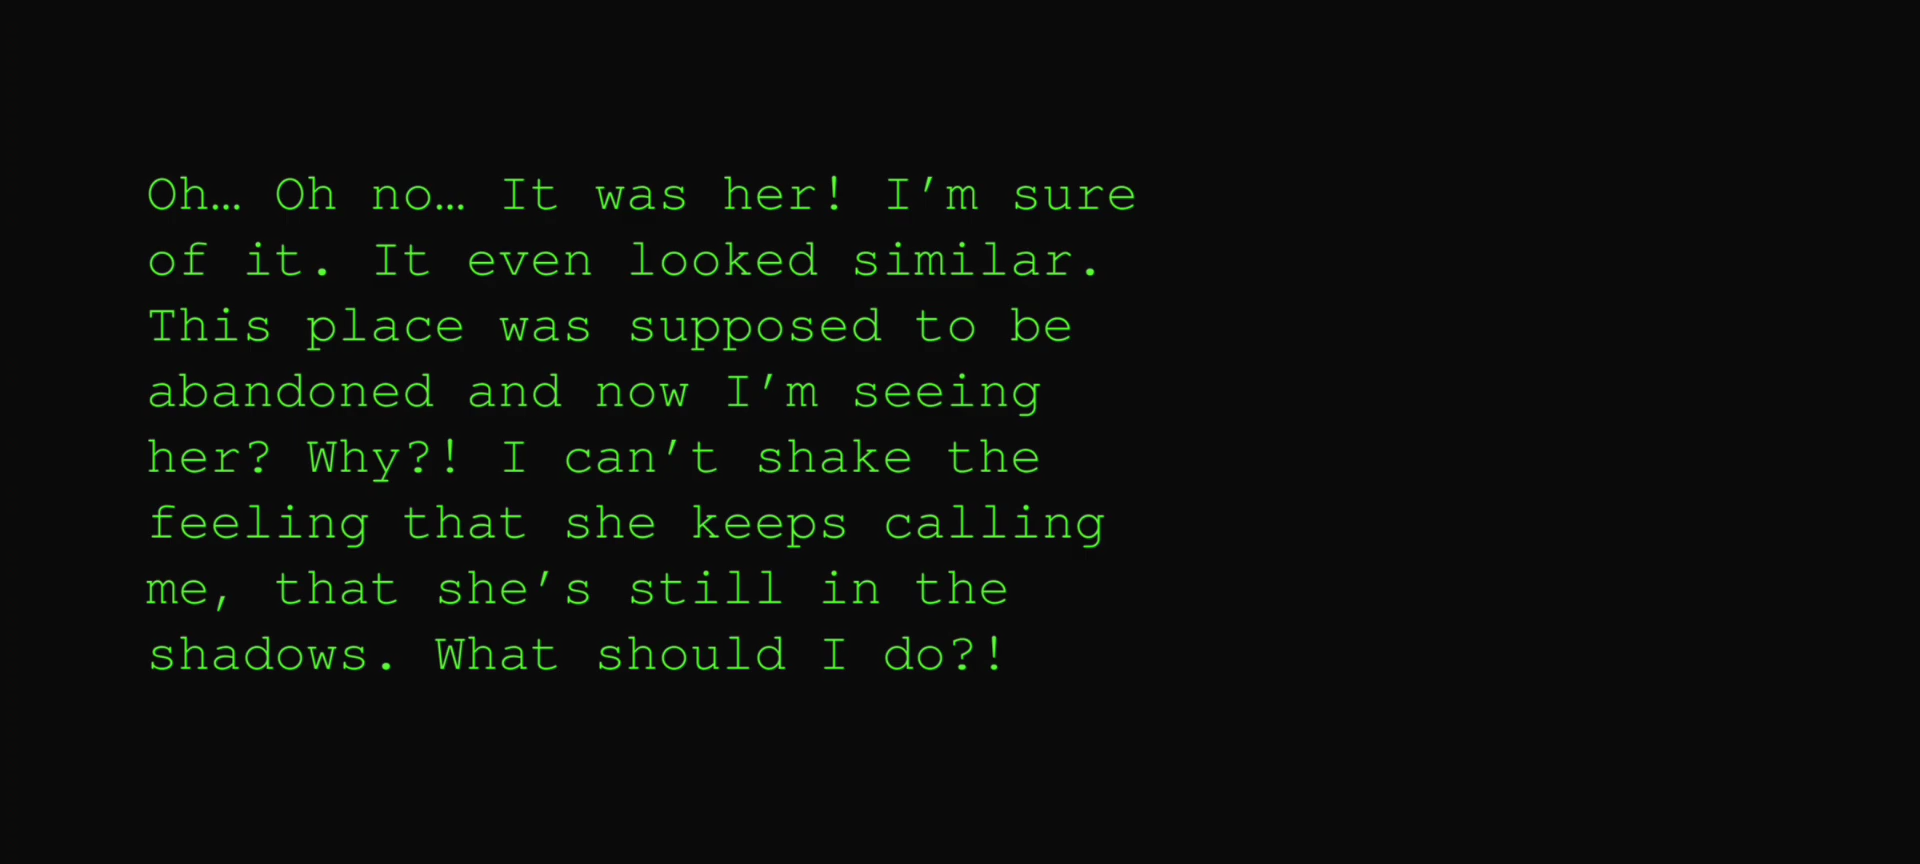 Oh… Oh no… It was her! I’m sure
of it. It even looked similar.
This place was supposed to be
abandoned and now I’m seeing
her? Why?! I can’t shake the
feeling that she keeps calling
me, that she’s still in the
shadows. What should I do?!